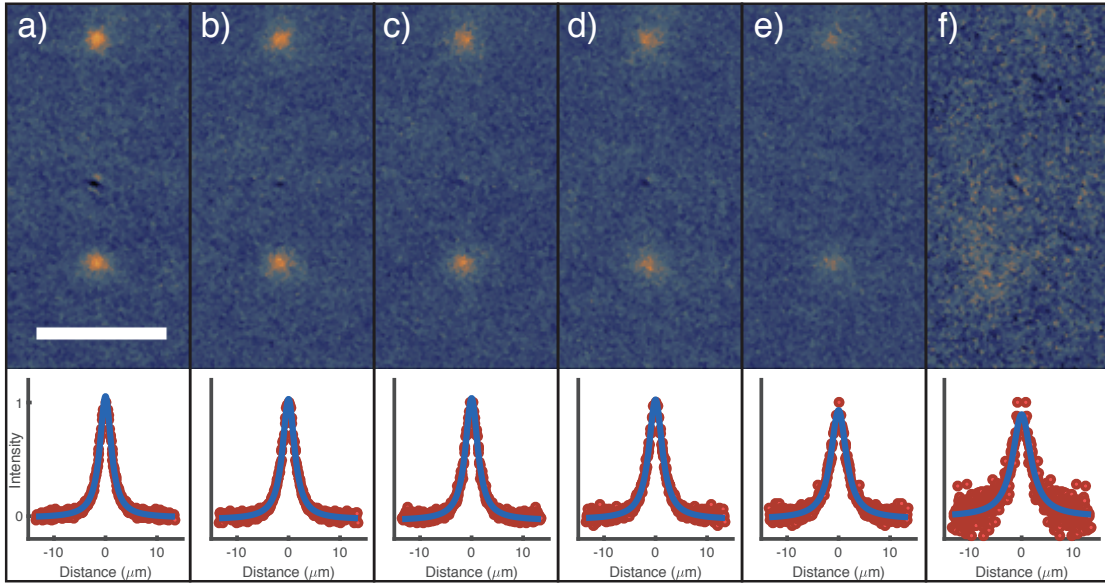 a) b) c) d) e) f)
1
Intensity
0
-10 0 10 -10 0 10 -10 0 10 -10 0 10 -10 0 10 -10 0 10
Distance (μm) Distance (μm) Distance (μm) Distance (μm) Distance (μm) Distance (μm)